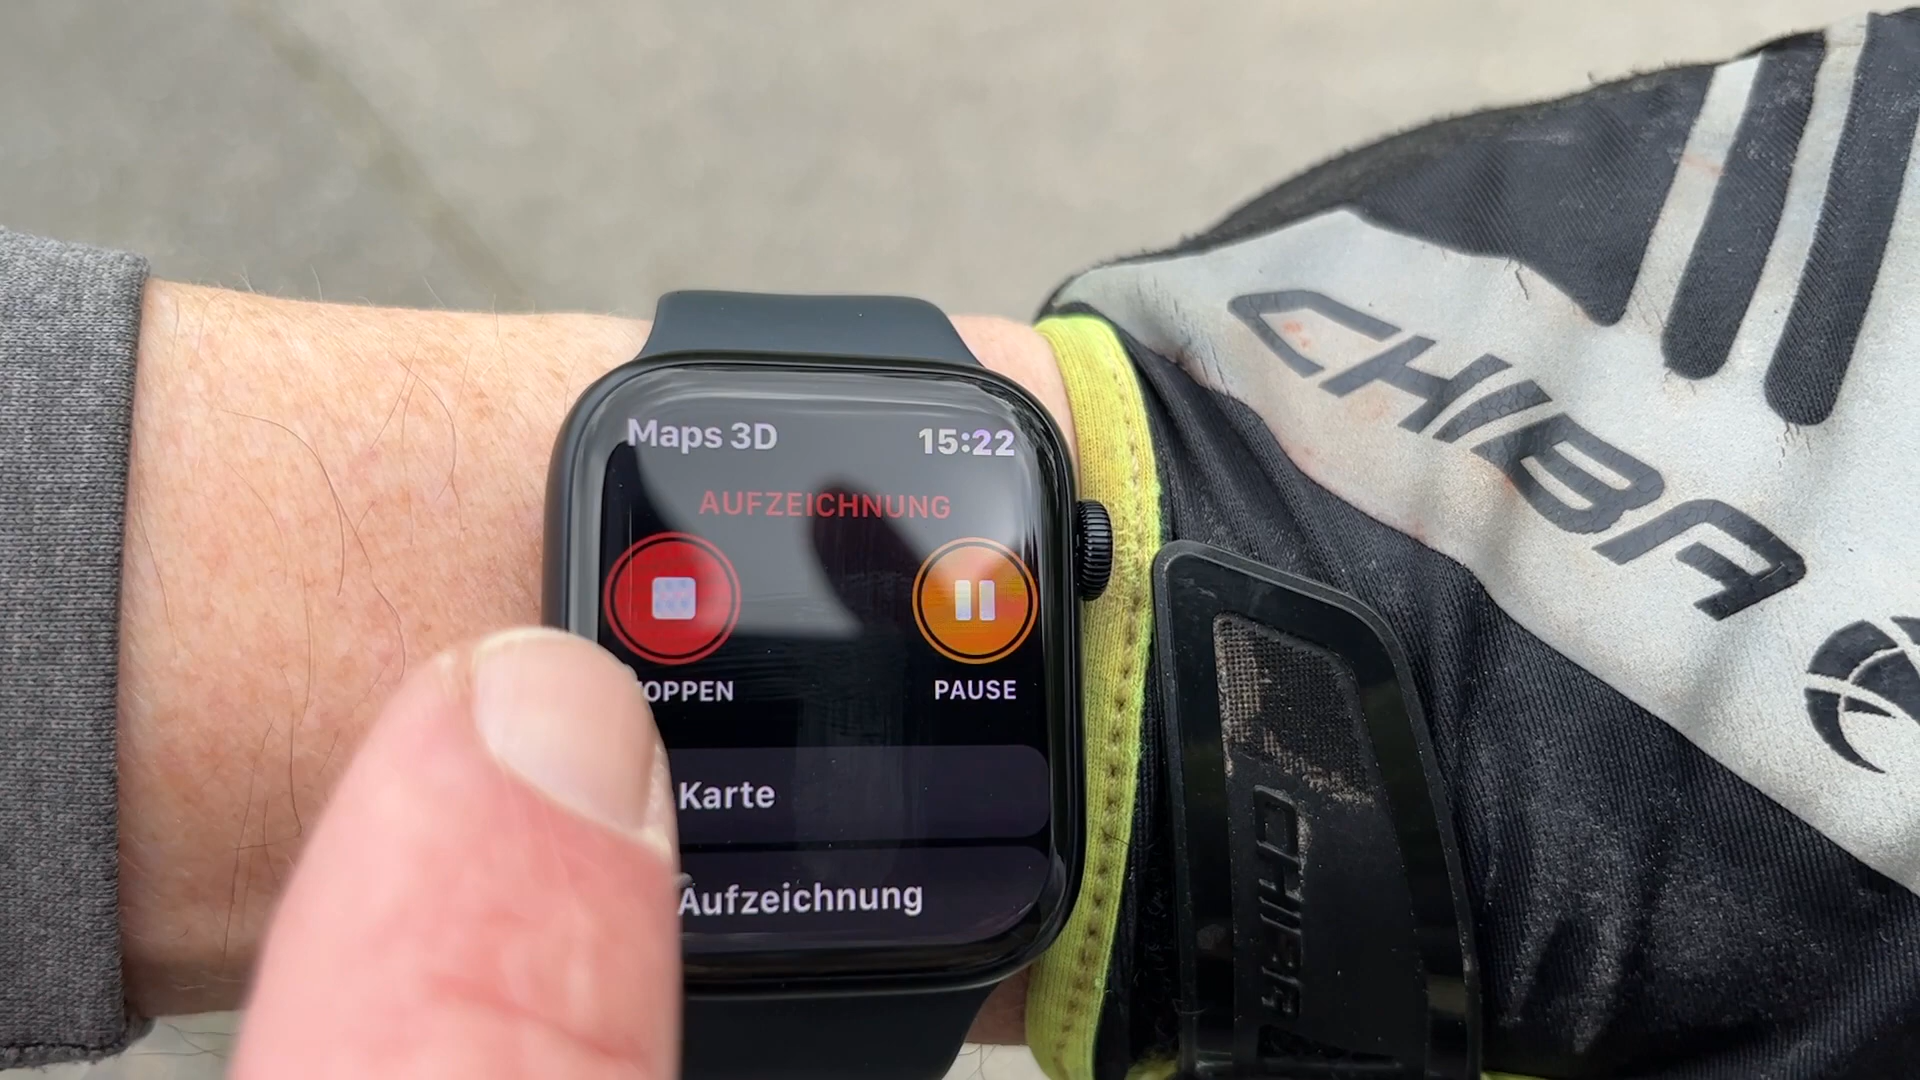 Maps 3D
15:22
AUFZEICHNUNG
OPPEN
PAUSE
Karte
Aufzeichnung
CHIBA
CHIBA